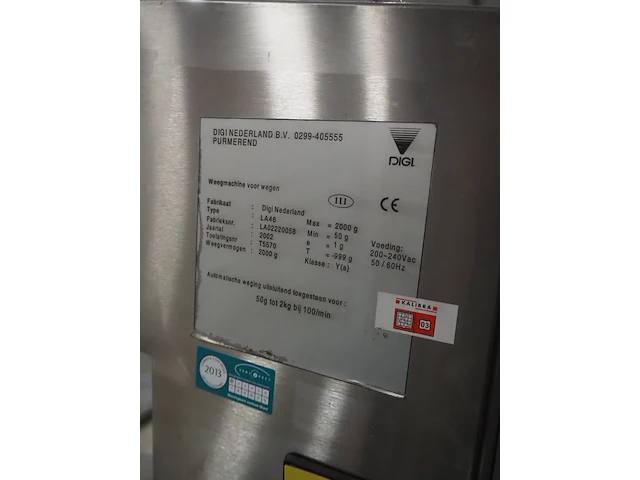 DIGI NEDERLAND B.V. 0299-405555
PURMEREND
DIGI.
Weegmachine voor wegen
III
CE
Fabrikaat : Digi Nederland
Type : LA46
Fabrieksnr. : LA02220058
Jaartal : 2002
Toelatingsnr : T5570
Weegvermogen : 2000 g
Max = 2000 g
Min = 50 g
e = 1 g
T = -999 g
Klasse : Y(a)
Voeding:
200~240Vac
50 / 60Hz
Automatische weging uitsluitend toegestaan voor :
50g tot 2kg bij 100/min.
KALIBRA
03
2013